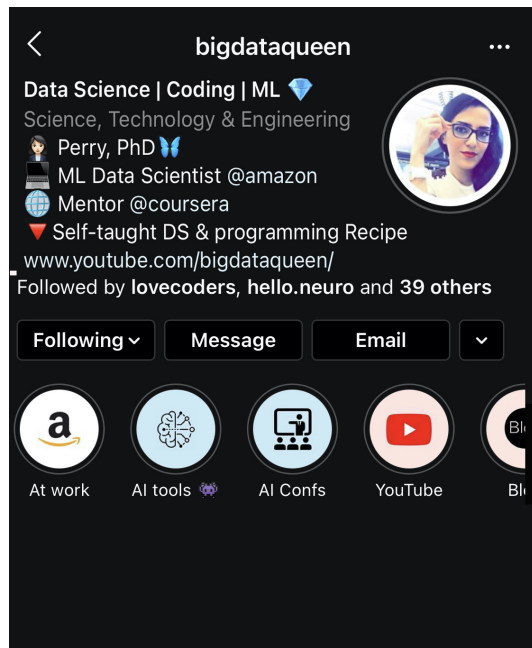 bigdataqueen
Data Science | Coding | ML 💎
Science, Technology & Engineering
👩🏻‍💼 Perry, PhD🦋
💻 ML Data Scientist @amazon
🌐 Mentor @coursera
🔻Self-taught DS & programming Recipe
www.youtube.com/bigdataqueen/
Followed by lovecoders, hello.neuro and 39 others
Following Message Email
a
At work AI tools 👾 AI Confs YouTube